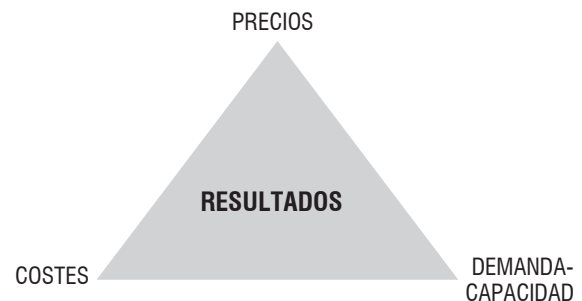 PRECIOS
RESULTADOS
COSTES
DEMANDA-
CAPACIDAD